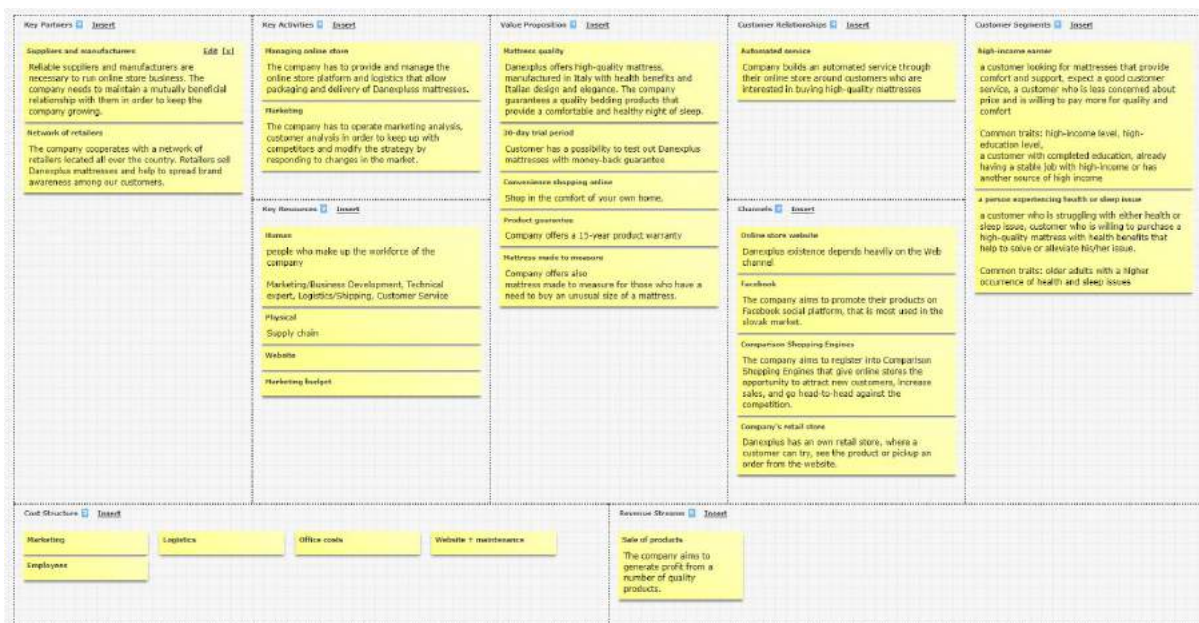 Key Partners Insert
Suppliers and manufacturers Edit [x]
Reliable suppliers and manufacturers are
necessary to run online store business. The
company needs to maintain a mutually beneficial
relationship with them in order to keep the
company growing.
Network of retailers
The company cooperates with a network of
retailers located all over the country. Retailers sell
Danexplus mattresses and help to spread brand
awareness among our customers.
Key Activities Insert
Managing online store
The company has to provide and manage the
online store platform and logistics that allow
packaging and delivery of Danexpluss mattresses.
Marketing
The company has to operate marketing analysis,
customer analysis in order to keep up with
competitors and modify the strategy by
responding to changes in the market.
Key Resources Insert
Human
people who make up the workforce of the
company
Marketing/Business Development, Technical
expert, Logistics/Shipping, Customer Service
Physical
Supply chain
Website
Marketing budget
Value Proposition Insert
Mattress quality
Danexplus offers high-quality mattress,
manufactured in Italy with health benefits and
Italian design and elegance. The company
guarantees a quality bedding products that
provide a comfortable and healthy night of sleep.
30-day trial period
Customer has a possibility to test out Danexplus
mattresses with money-back guarantee
Convenience shopping online
Shop in the comfort of your own home.
Product guarantee
Company offers a 15-year product warranty
Mattress made to measure
Company offers also
mattress made to measure for those who have a
need to buy an unusual size of a mattress.
Customer Relationships Insert
Automated service
Company builds an automated service through
their online store around customers who are
interested in buying high-quality mattresses
Channels Insert
Online store website
Danexplus existence depends heavily on the Web
channel
Facebook
The company aims to promote their products on
Facebook social platform, that is most used in the
slovak market.
Comparison Shopping Engines
The company aims to register into Comparison
Shopping Engines that give online stores the
opportunity to attract new customers, increase
sales, and go head-to-head against the
competition.
Company's retail store
Danexplus has an own retail store, where a
customer can try, see the product or pickup an
order from the website.
Customer Segments Insert
high-income earner
a customer looking for mattresses that provide
comfort and support, expect a good customer
service, a customer who is less concerned about
price and is willing to pay more for quality and
comfort
Common traits: high-income level, high-
education level,
a customer with completed education, already
having a stable job with high-income or has
another source of high income
a person experiencing health or sleep issue
a customer who is struggling with either health or
sleep issue, customer who is willing to purchase a
high-quality mattress with health benefits that
help to solve or alleviate his/her issue.
Common traits: older adults with a higher
occurrence of health and sleep issues
Cost Structure Insert
Marketing
Logistics
Office costs
Website + maintenance
Employees
Revenue Streams Insert
Sale of products
The company aims to
generate profit from a
number of quality
products.